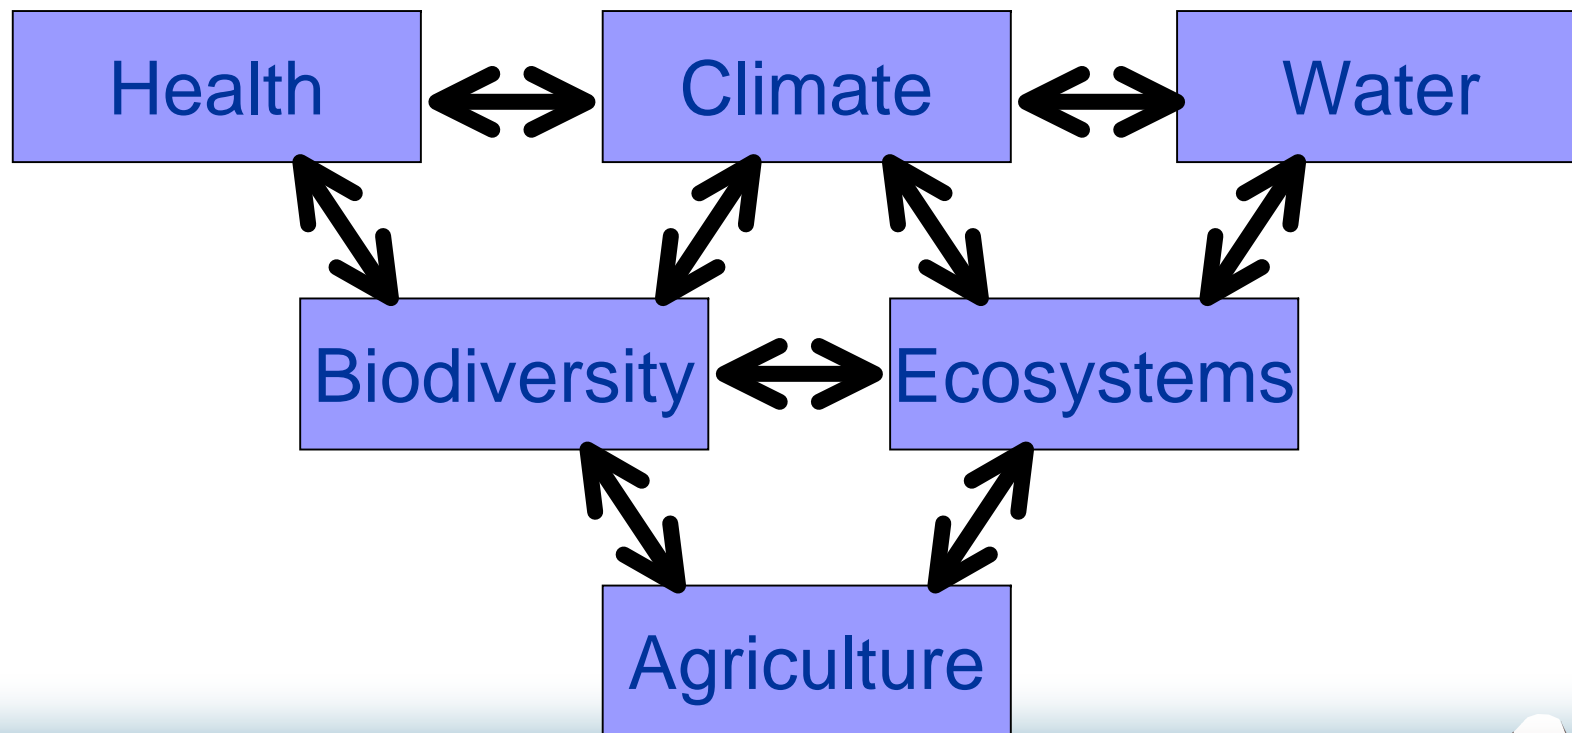 Health
Climate
Water
Biodiversity
Ecosystems
Agriculture